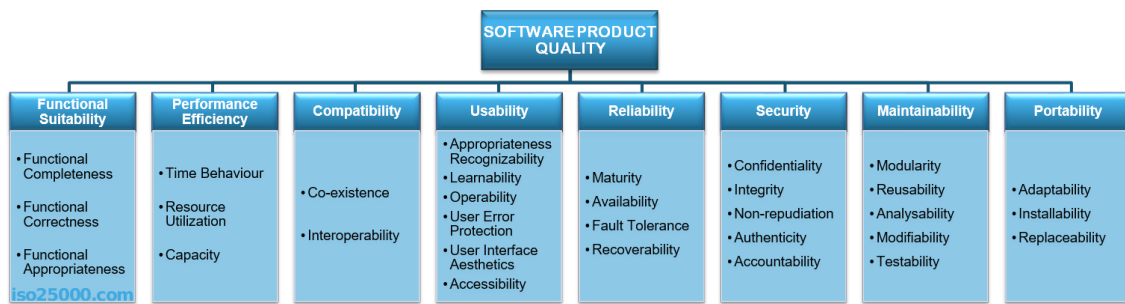 SOFTWARE PRODUCT
QUALITY
Functional
Suitability
• Functional
Completeness
• Functional
Correctness
• Functional
Appropriateness
iso25000.com
Performance
Efficiency
• Time Behaviour
• Resource
Utilization
• Capacity
Compatibility
• Co-existence
• Interoperability
Usability
• Appropriateness
Recognizability
• Learnability
• Operability
• User Error
Protection
• User Interface
Aesthetics
• Accessibility
Reliability
• Maturity
• Availability
• Fault Tolerance
• Recoverability
Security
• Confidentiality
• Integrity
• Non-repudiation
• Authenticity
• Accountability
Maintainability
• Modularity
• Reusability
• Analysability
• Modifiability
• Testability
Portability
• Adaptability
• Installability
• Replaceability